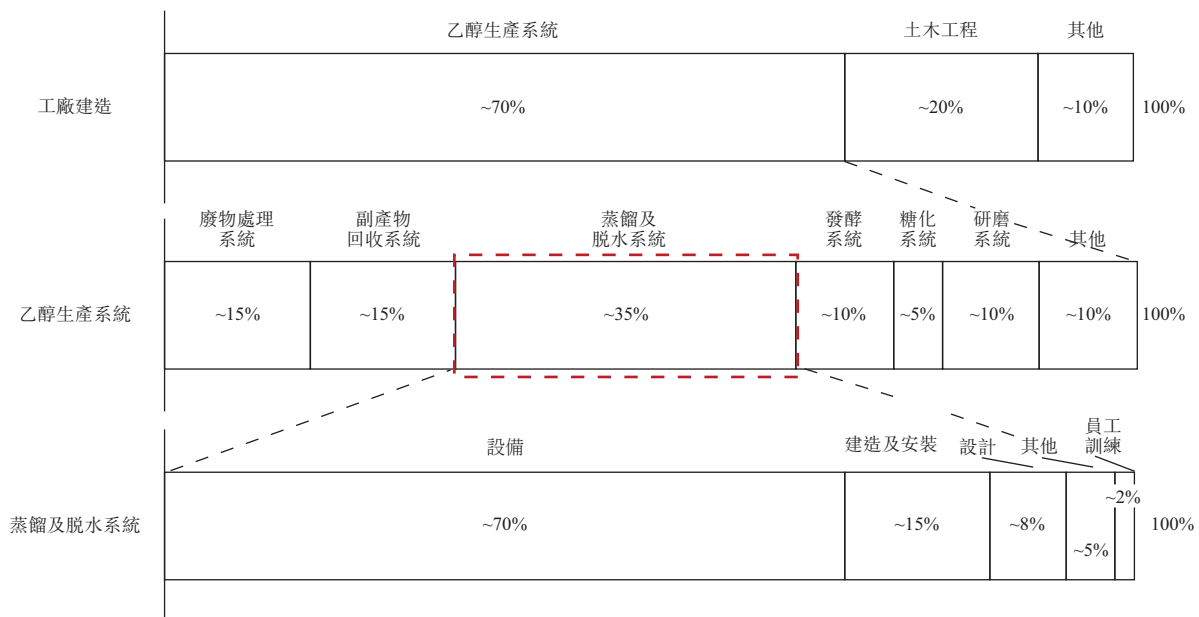 乙醇生產系統 土木工程 其他
工廠建造 ~70% ~20% ~10% 100%
廢物處理 副產物 蒸餾及 發酵 糖化 研磨 其他
系統 回收系統 脱水系統 系統 系統 系統
乙醇生產系統 ~15% ~15% ~35% ~10% ~5% ~10% ~10% 100%
員工
設備 建造及安裝 設計 其他 訓練
~2%
蒸餾及脱水系統 ~70% ~15% ~8% 100%
~5%